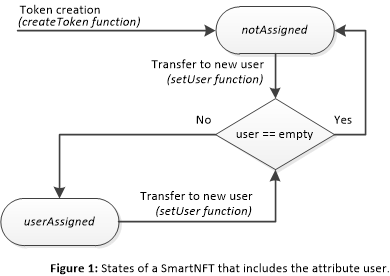 Token creation
(createToken function)
notAssigned
Transfer to new user
(setUser function)
No
user == empty
Yes
Transfer to new user
(setUser function)
userAssigned
Figure 1: States of a SmartNFT that includes the attribute user.